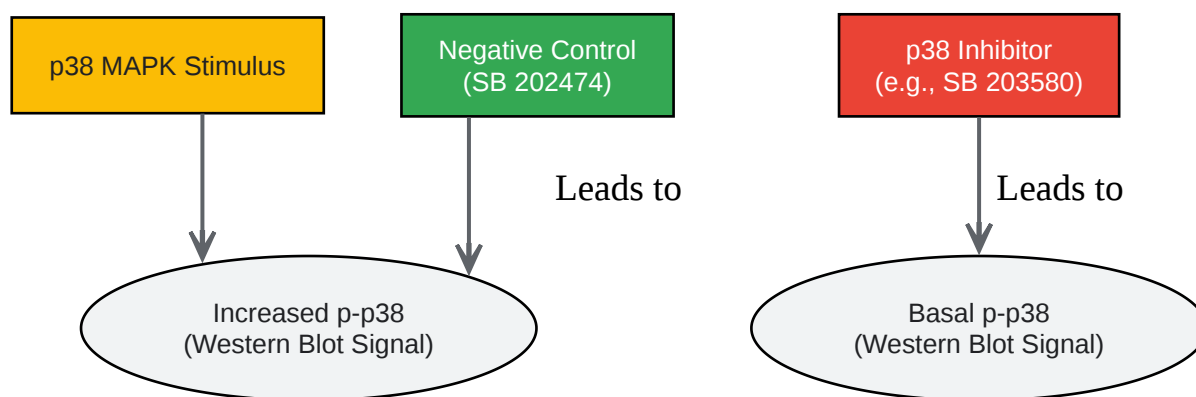 p38 MAPK Stimulus
Negative Control
(SB 202474)
p38 Inhibitor
(e.g., SB 203580)
Leads to
Leads to
Increased p-p38
(Western Blot Signal)
Basal p-p38
(Western Blot Signal)